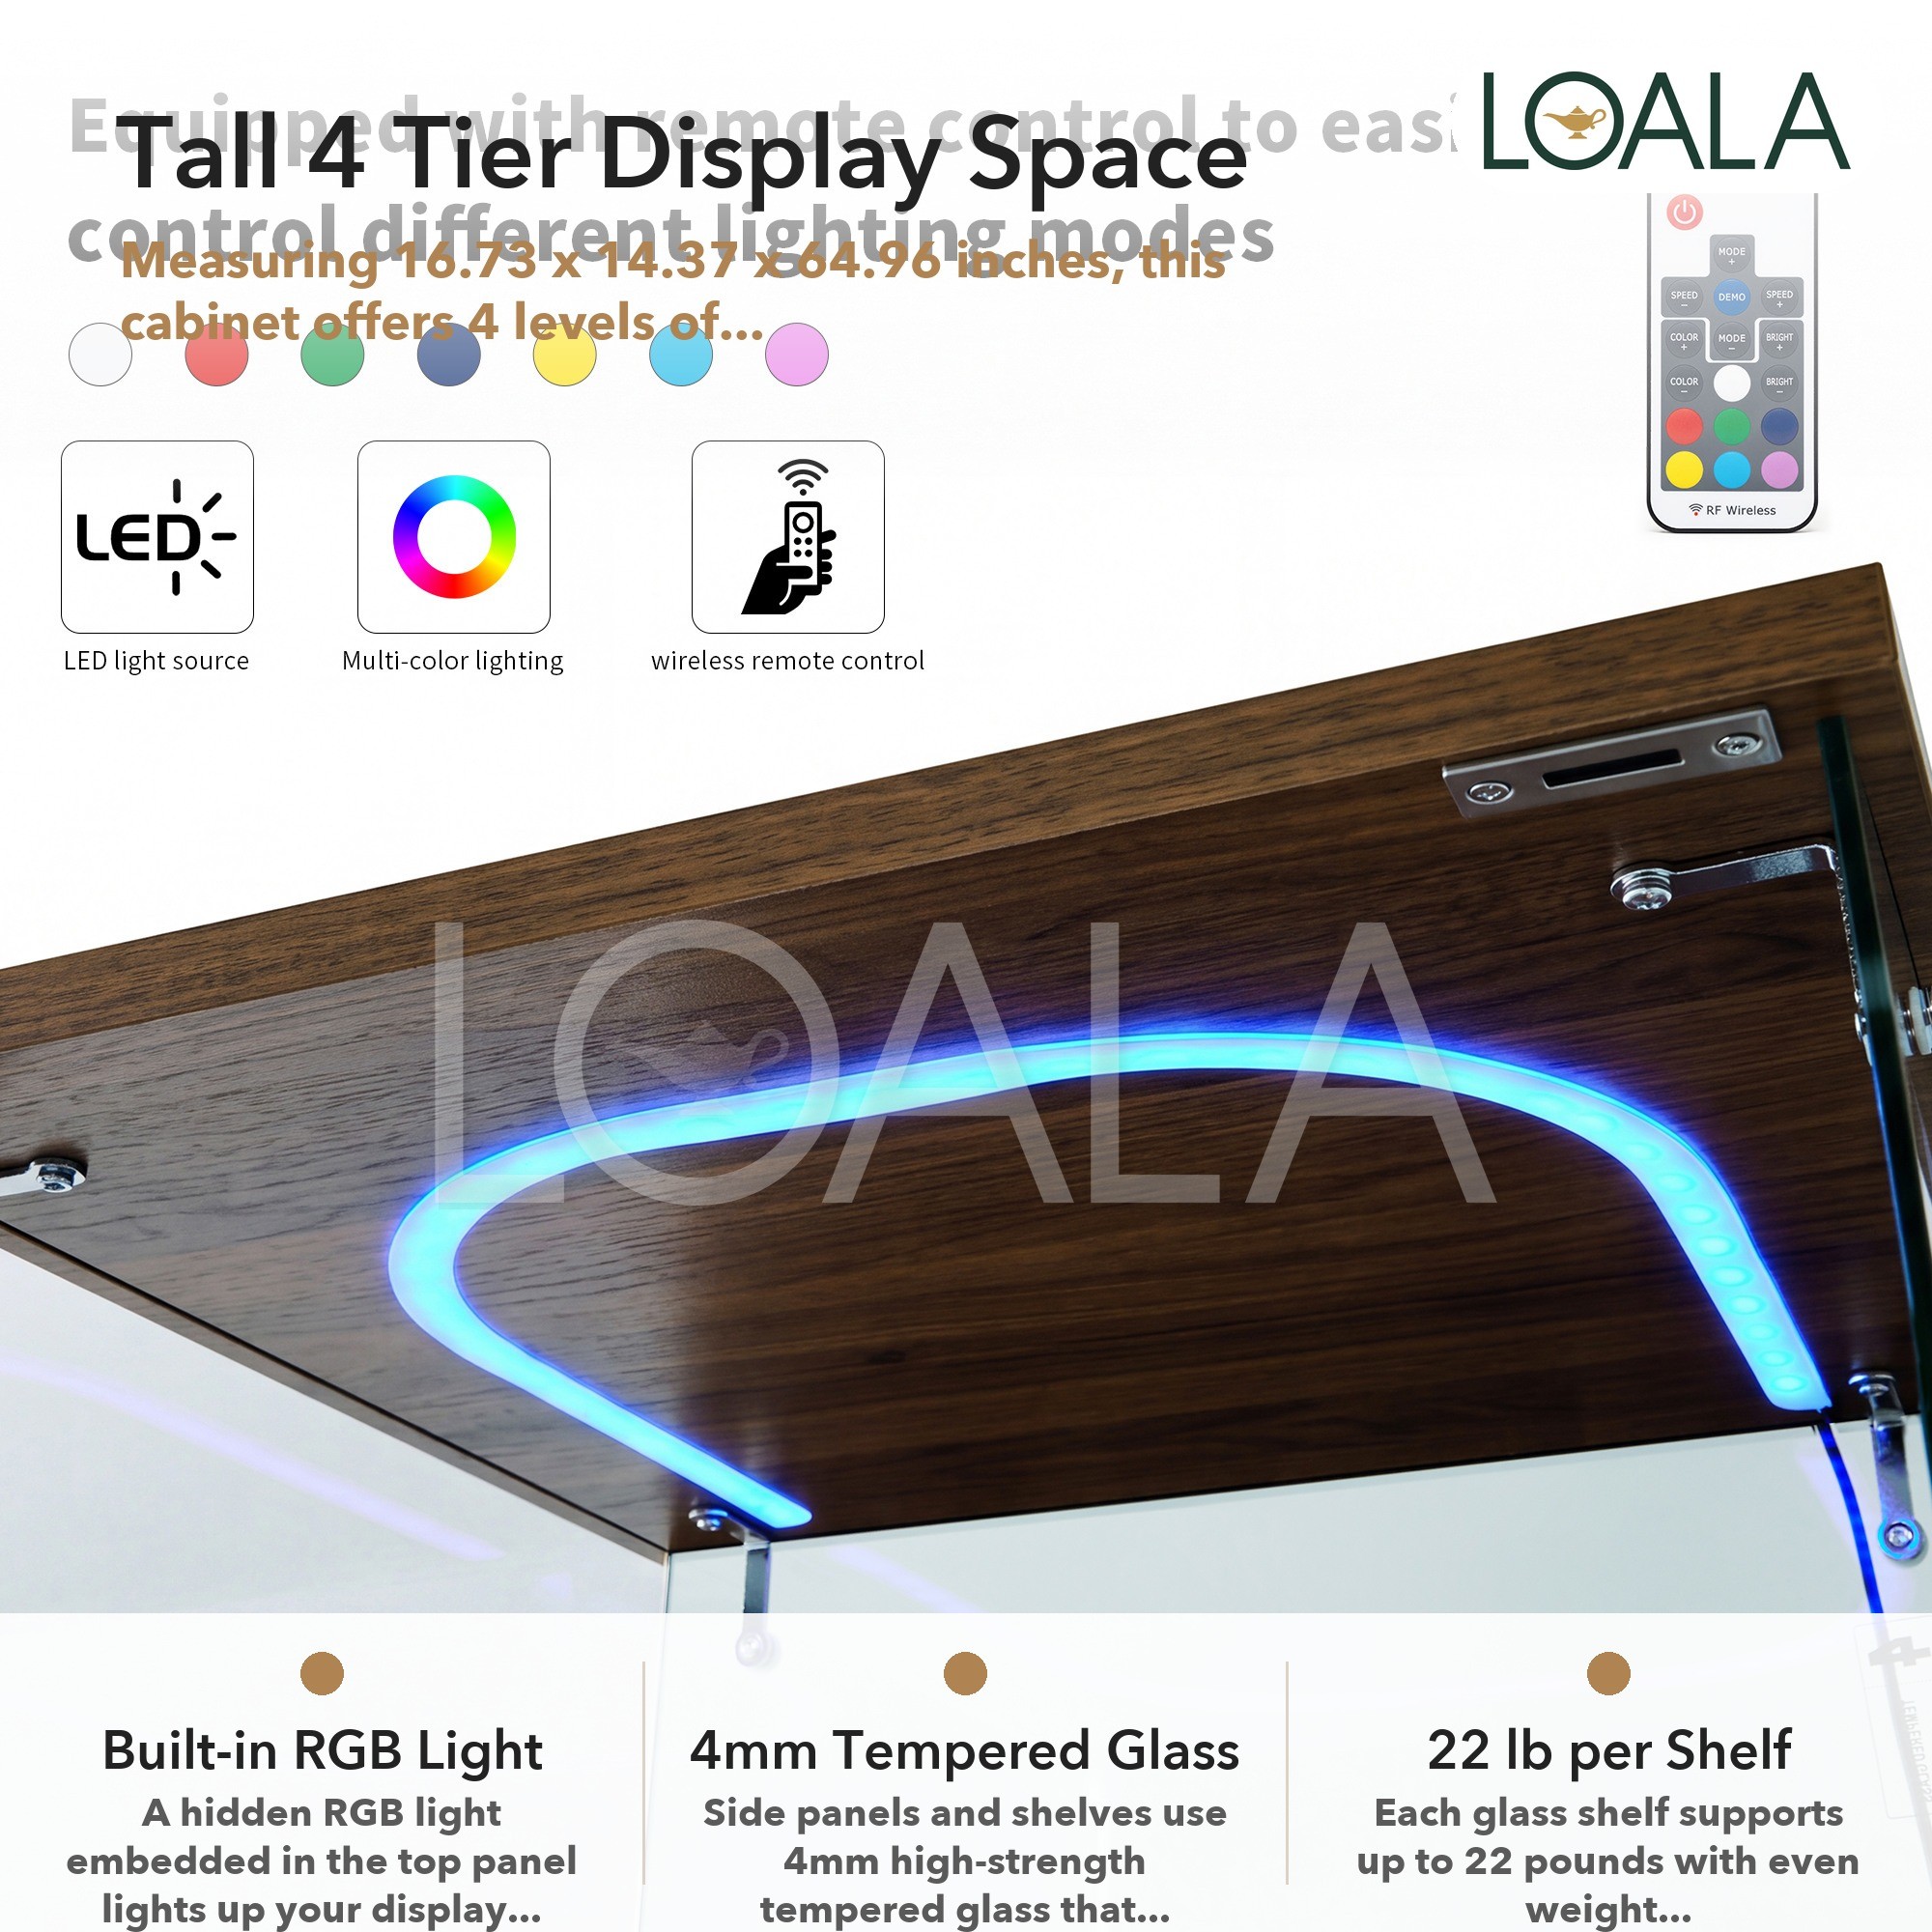 Equipped with remote control to easi
LOALA
Tall 4 Tier Display Space
control different lighting modes
Measuring 16.73 x 14.37 x 64.96 inches, this
cabinet offers 4 levels of...
MODE
+
SPEED
−
DEMO
SPEED
+
COLOR
+
MODE
−
BRIGHT
+
COLOR
−
BRIGHT
−
RF Wireless
LED
LED light source
Multi-color lighting
wireless remote control
LOALA
Built-in RGB Light
A hidden RGB light
embedded in the top panel
lights up your display...
4mm Tempered Glass
Side panels and shelves use
4mm high-strength
tempered glass that...
22 lb per Shelf
Each glass shelf supports
up to 22 pounds with even
weight...